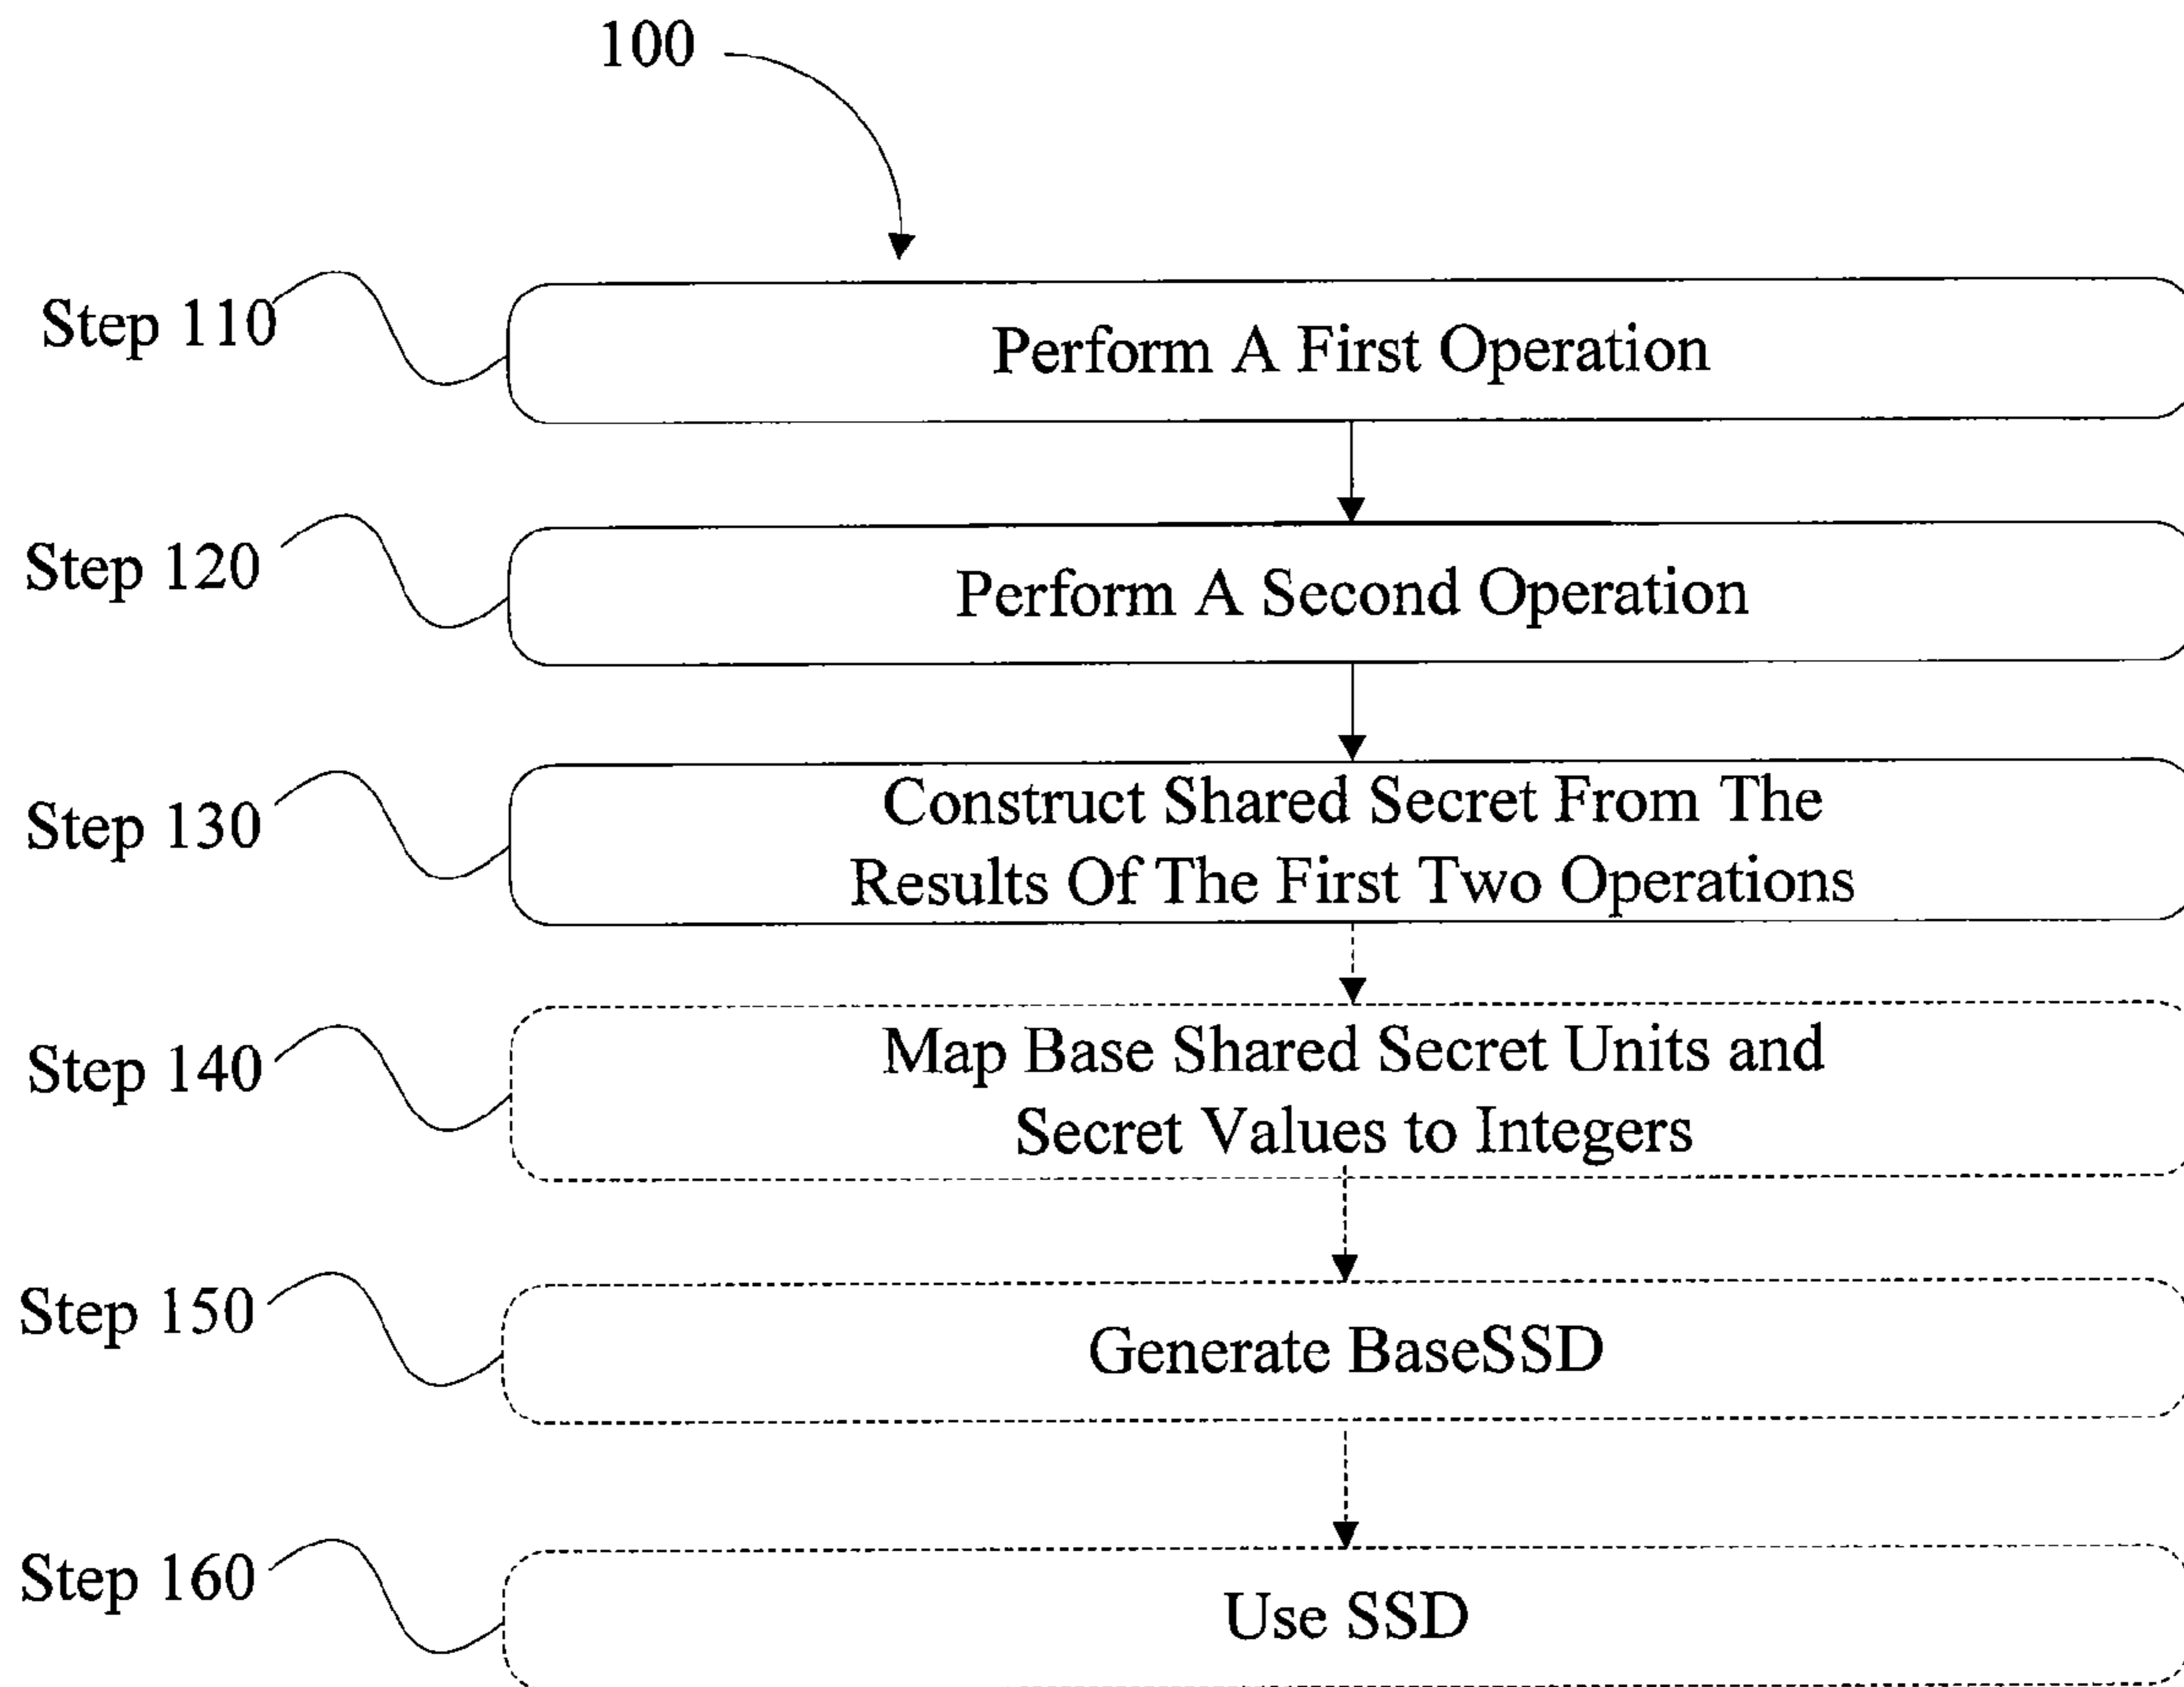 100
Step 110
Perform A First Operation
Step 120
Perform A Second Operation
Step 130
Construct Shared Secret From The
Results Of The First Two Operations
Step 140
Map Base Shared Secret Units and
Secret Values to Integers
Step 150
Generate BaseSSD
Step 160
Use SSD